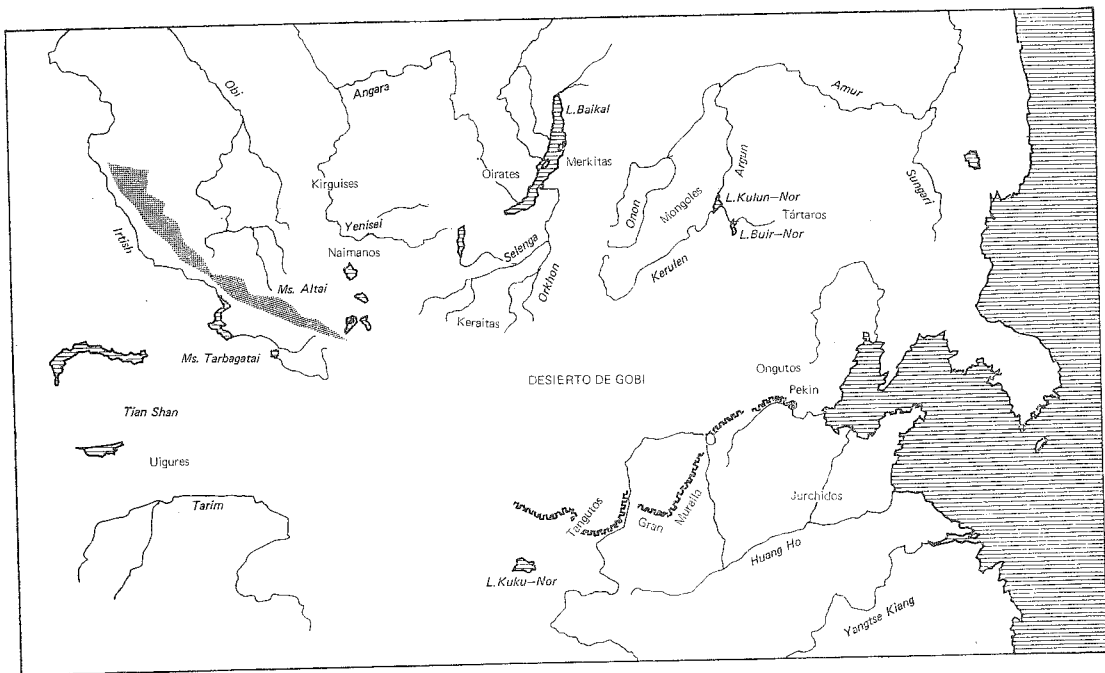 Obi
Angara
Amur
L.Baikal
Merkitas
Oirates
Kirguises
Argun
Sungari
Onon
Mongoles
L.Kulun-Nor
Tártaros
L.Buir-Nor
Irtish
Yenisei
Naimanos
Selenga
Kerulen
Orkhon
Ms. Altai
Keraitas
Ms. Tarbagatai
DESIERTO DE GOBI
Ongutos
Pekin
Tian Shan
Uigures
Tarim
Tangutos
Gran
Muralla
Jurchidos
Huang Ho
L.Kuku-Nor
Yangtse Kiang